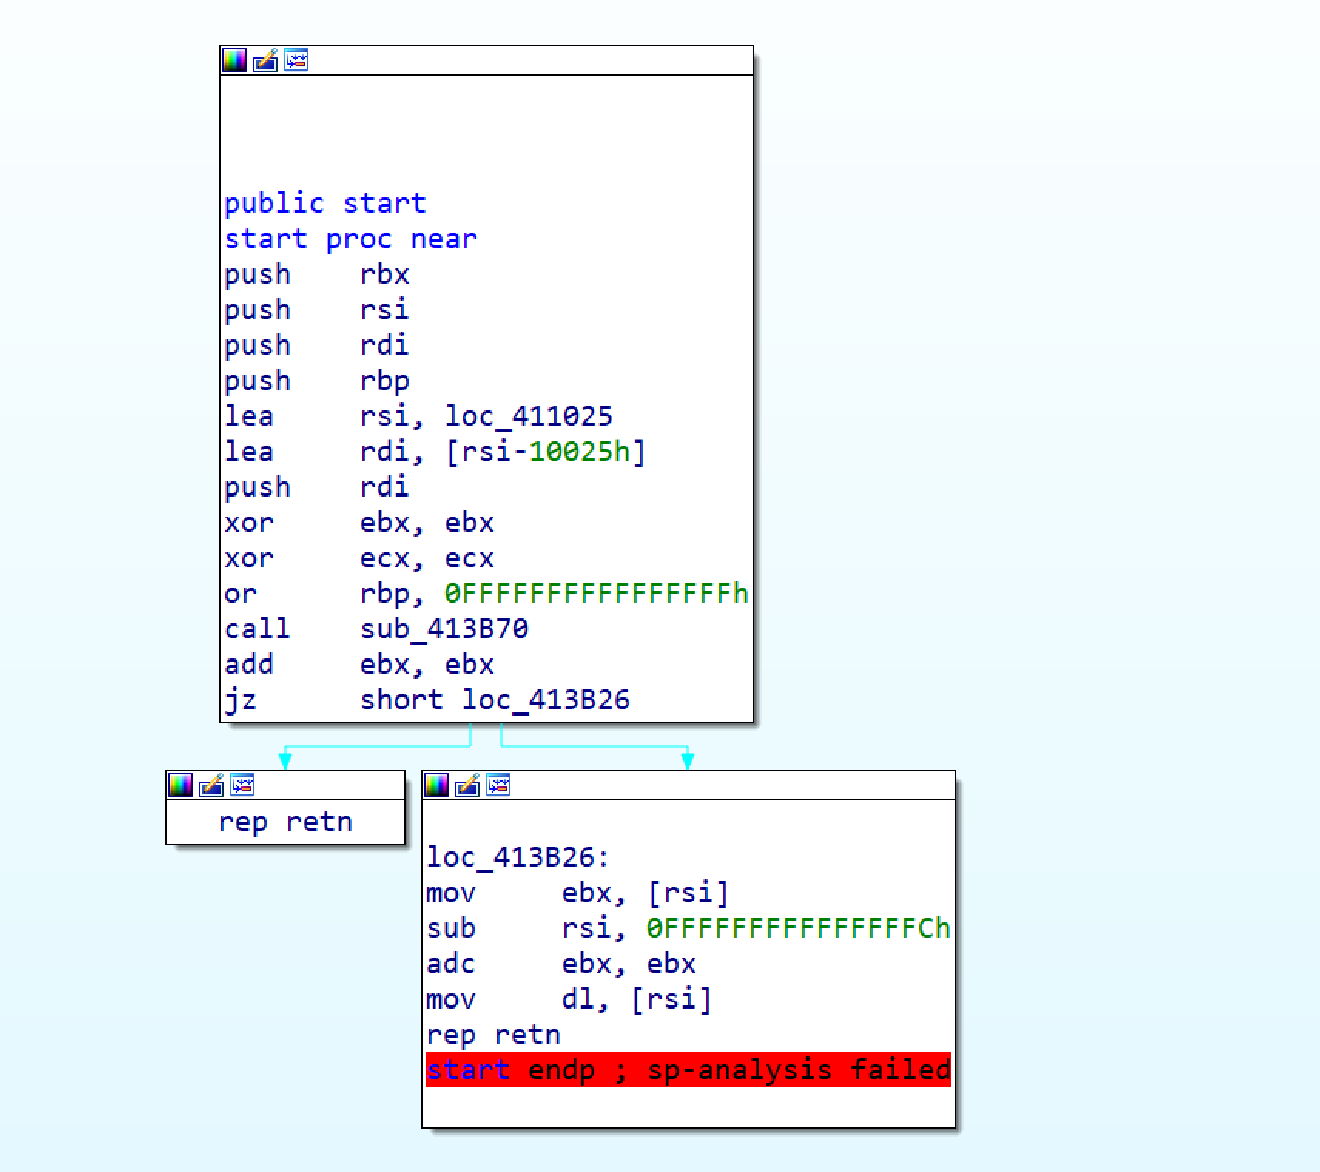 public start
start proc near
push rbx
push rsi
push rdi
push rbp
lea rsi, loc_411025
lea rdi, [rsi-10025h]
push rdi
xor ebx, ebx
xor ecx, ecx
or rbp, 0FFFFFFFFFFFFFFFFh
call sub_413B70
add ebx, ebx
jz short loc_413B26
rep retn
loc_413B26:
mov ebx, [rsi]
sub rsi, 0FFFFFFFFFFFFFFFCh
adc ebx, ebx
mov dl, [rsi]
rep retn
start endp ; sp-analysis failed